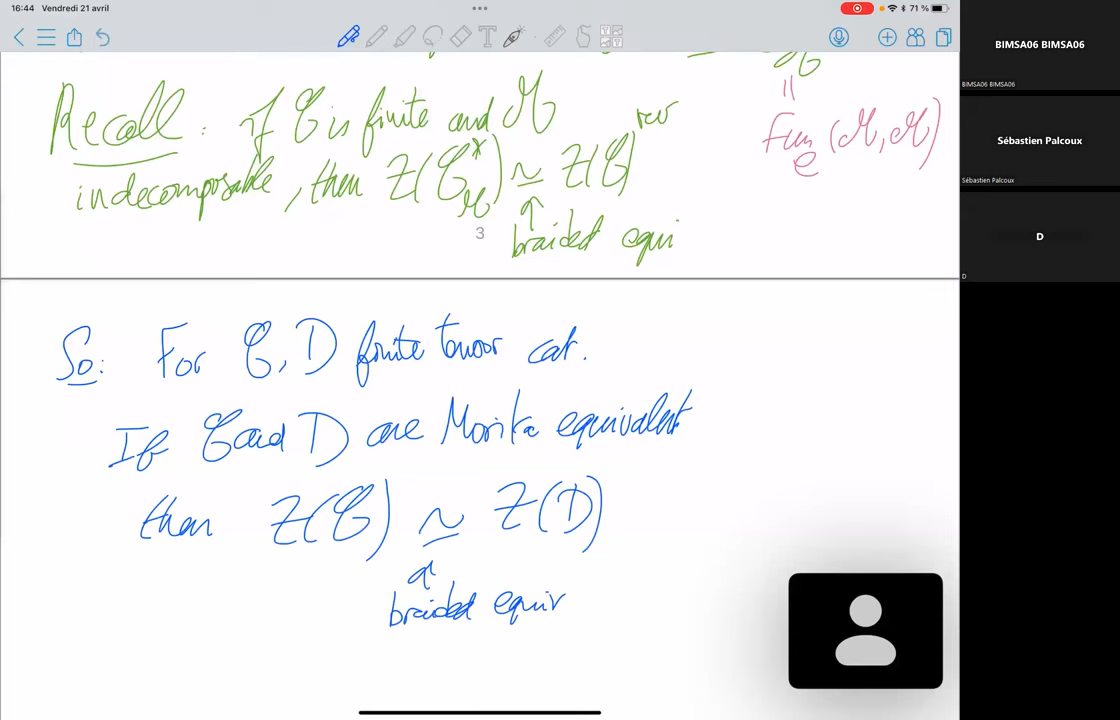 16:44 Vendredi 21 avril
71 %
Recall : if C is finite and M
indecomposable, then Z(C*_M) ≃ Z(C)^rev
braided equi
Fun_C (M, M)
3
So: For C, D finite tensor cat.
If C and D are Morita equivalent
then Z(C) ≃ Z(D)
braided equiv
BIMSA06 BIMSA06
BIMSA06 BIMSA06
Sébastien Palcoux
Sébastien Palcoux
D
D